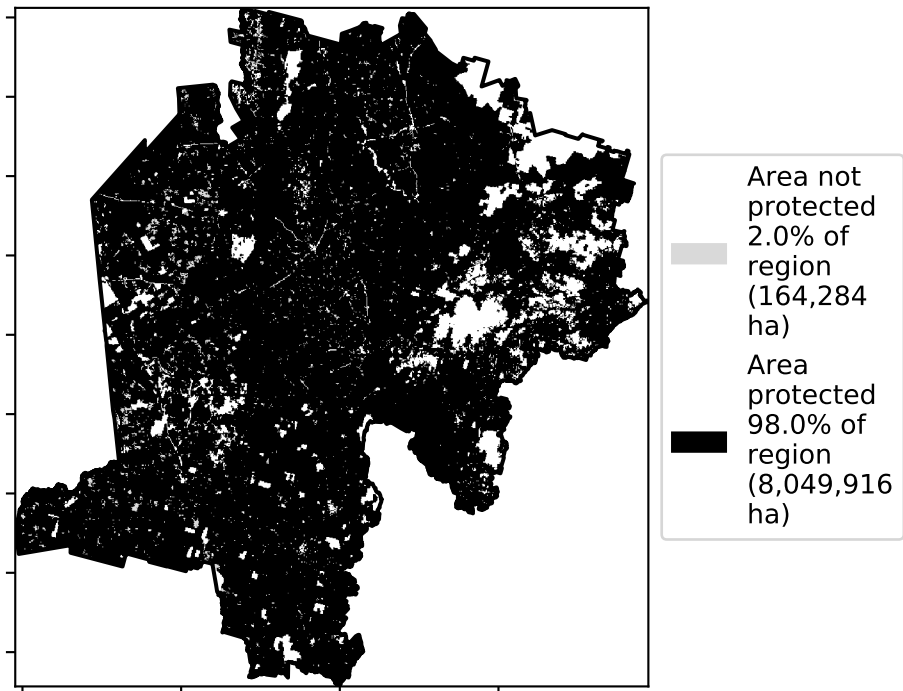 Area not
protected
2.0% of
region
(164,284
ha)
Area
protected
98.0% of
region
(8,049,916
ha)